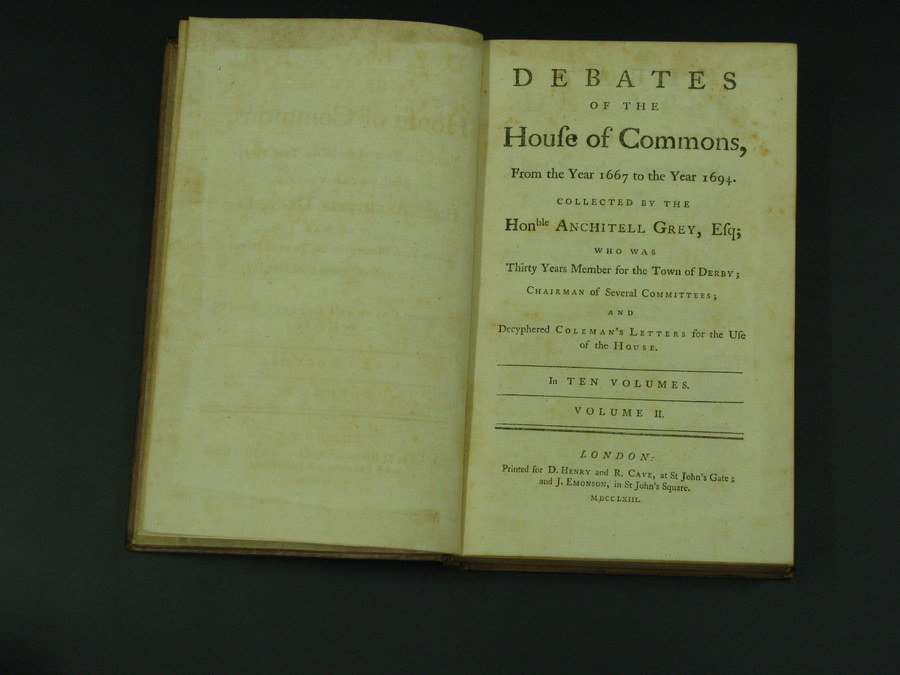 DEBATES
OF THE
Houſe of Commons,
From the Year 1667 to the Year 1694.
COLLECTED BY THE
Honble ANCHITELL GREY, Eſq;
WHO WAS
Thirty Years Member for the Town of DERBY;
CHAIRMAN of Several COMMITTEES;
AND
Decyphered COLEMAN'S LETTERS for the Uſe
of the HOUSE.
In TEN VOLUMES.
VOLUME II.
LONDON:
Printed for D. HENRY and R. CAVE, at St John's Gate;
and J. EMONSON, in St John's Square.
MDCCLXIII.